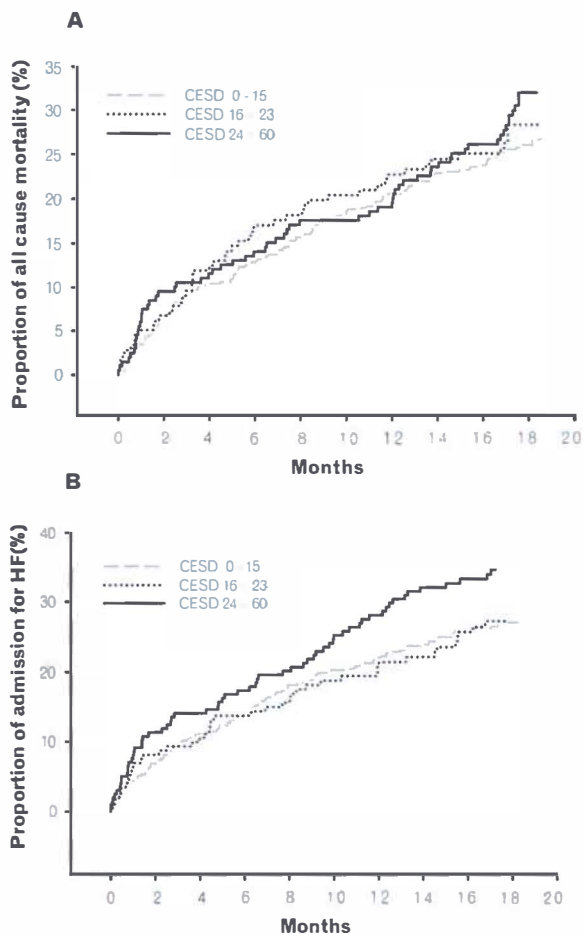 A
Proportion of all cause mortality (%)
35
30
25
20
15
10
5
0
CESD 0 - 15
CESD 16 - 23
CESD 24 - 60
0 2 4 6 8 10 12 14 16 18 20
Months
B
Proportion of admission for HF(%)
40
30
20
10
0
CESD 0 - 15
CESD 16 - 23
CESD 24 - 60
0 2 4 6 8 10 12 14 16 18 20
Months